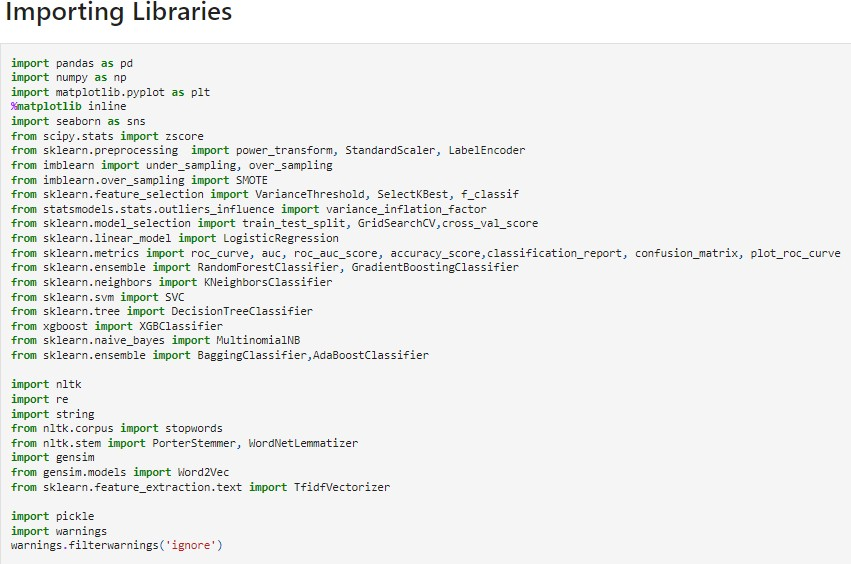 Importing Libraries
import pandas as pd
import numpy as np
import matplotlib.pyplot as plt
%matplotlib inline
import seaborn as sns
from scipy.stats import zscore
from sklearn.preprocessing  import power_transform, StandardScaler, LabelEncoder
from imblearn import under_sampling, over_sampling
from imblearn.over_sampling import SMOTE
from sklearn.feature_selection import VarianceThreshold, SelectKBest, f_classif
from statsmodels.stats.outliers_influence import variance_inflation_factor
from sklearn.model_selection import train_test_split, GridSearchCV,cross_val_score
from sklearn.linear_model import LogisticRegression
from sklearn.metrics import roc_curve, auc, roc_auc_score, accuracy_score,classification_report, confusion_matrix, plot_roc_curve
from sklearn.ensemble import RandomForestClassifier, GradientBoostingClassifier
from sklearn.neighbors import KNeighborsClassifier
from sklearn.svm import SVC
from sklearn.tree import DecisionTreeClassifier
from xgboost import XGBClassifier
from sklearn.naive_bayes import MultinomialNB
from sklearn.ensemble import BaggingClassifier,AdaBoostClassifier
import nltk
import re
import string
from nltk.corpus import stopwords
from nltk.stem import PorterStemmer, WordNetLemmatizer
import gensim
from gensim.models import Word2Vec
from sklearn.feature_extraction.text import TfidfVectorizer
import pickle
import warnings
warnings.filterwarnings('ignore')